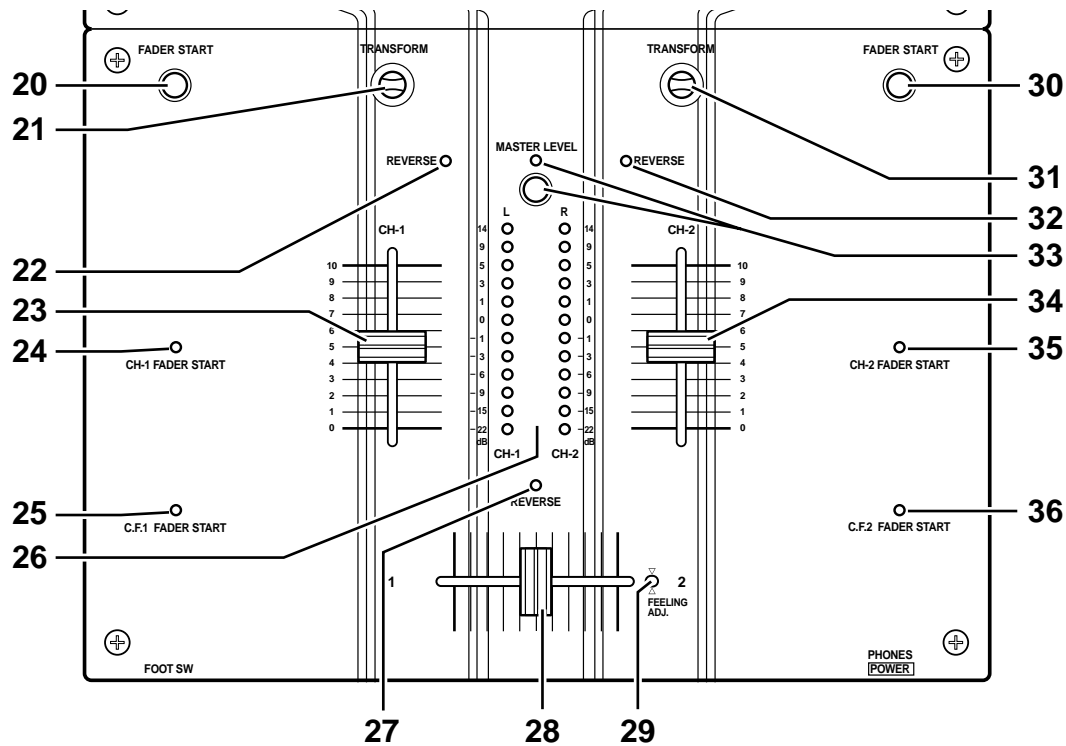 FADER START
TRANSFORM
TRANSFORM
FADER START
20
30
21
31
REVERSE
MASTER LEVEL
REVERSE
32
L
R
22
CH-1
CH-2
33
14
14
9
9
10
5
5
10
9
9
23
3
3
34
8
8
7
1
1
7
6
0
0
6
24
5
1
1
5
35
4
3
3
4
CH-1 FADER START
CH-2 FADER START
3
6
6
3
2
9
9
2
1
15
15
1
0
22
22
0
dB
dB
CH-1
CH-2
REVERSE
25
36
C.F.1 FADER START
C.F.2 FADER START
26
1
2
FEELING
ADJ.
FOOT SW
PHONES
POWER
27
28
29